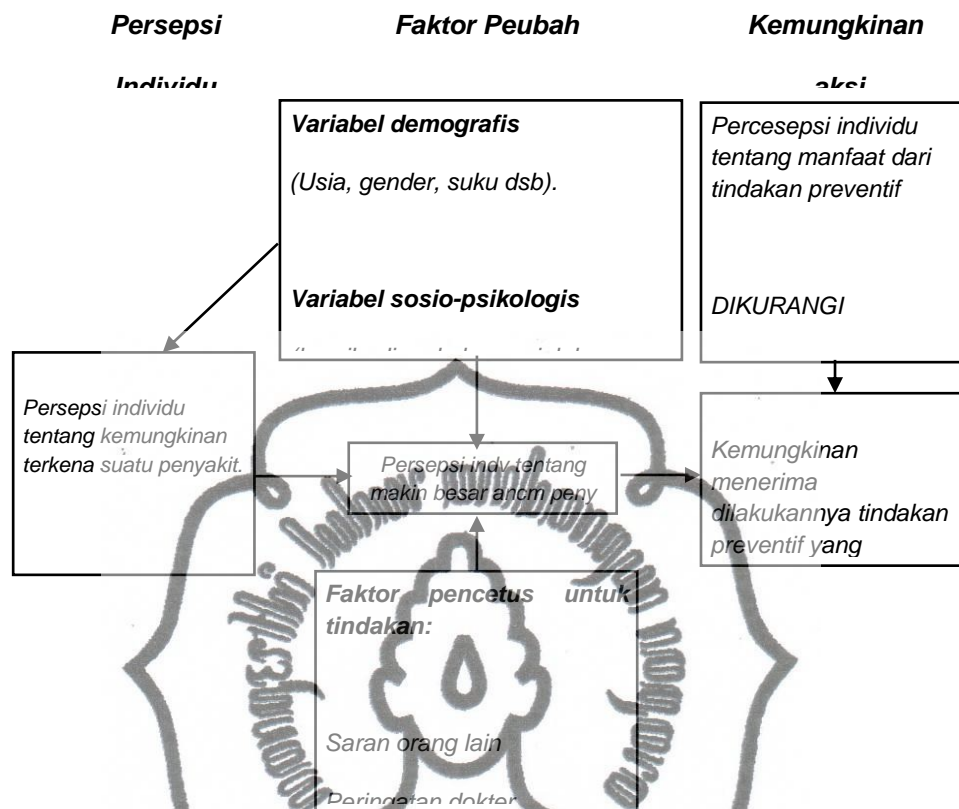 Persepsi
Individu
Faktor Peubah
Kemungkinan
aksi
Variabel demografis
(Usia, gender, suku dsb).
Variabel sosio-psikologis
Percesepsi individu
tentang manfaat dari
tindakan preventif
DIKURANGI
Persepsi individu
tentang kemungkinan
terkena suatu penyakit.
Persepsi indv tentang
makin besar ancm peny
Kemungkinan
menerima
dilakukannya tindakan
preventif yang
Faktor pencetus untuk
tindakan:
Saran orang lain
Peringatan dokter